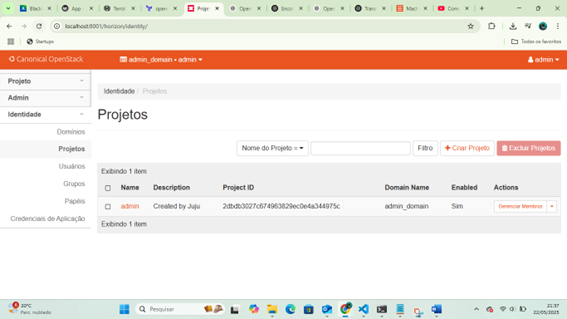 Block
App
Terra
open
Proje
Open
Enco
Open
Trans
Mach
Com
localhost:8001/horizon/identity/
Startups
Todos os favoritos
Canonical OpenStack
admin_domain • admin
admin
Projeto
Admin
Identidade
Domínios
Projetos
Usuários
Grupos
Papéis
Credenciais de Aplicação
Identidade / Projetos
Projetos
Nome do Projeto =
Filtro
+ Criar Projeto
Excluir Projetos
Exibindo 1 item
Name Description Project ID Domain Name Enabled Actions
admin Created by Juju 2dbdb3027c674963829ec0e4a344975c admin_domain Sim Gerenciar Membros
Exibindo 1 item
20°C
Parc. nublado
Pesquisar
21:37
22/05/2025